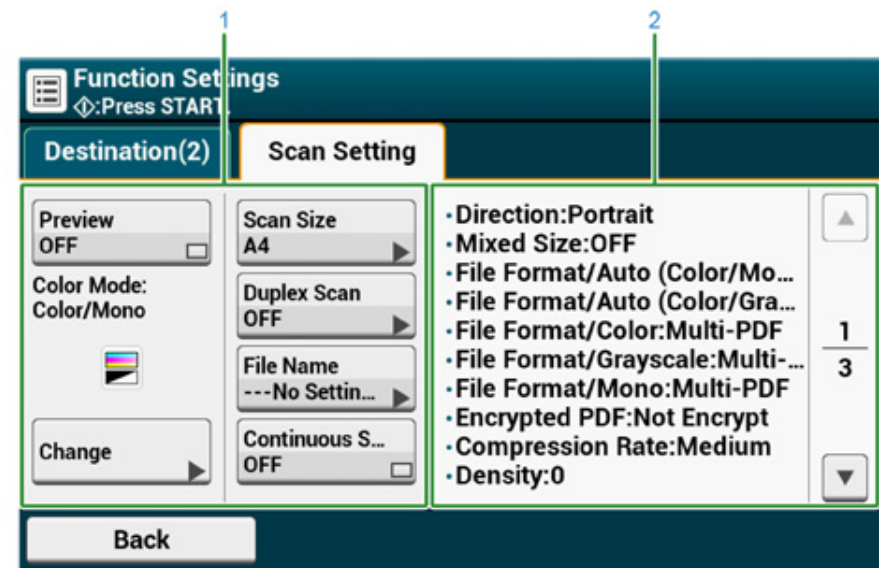 1
2
Function Settings
:Press START.
Destination(2)
Scan Setting
Preview
OFF
Color Mode:
Color/Mono
Change
Scan Size
A4
Duplex Scan
OFF
File Name
---No Settin...
Continuous S...
OFF
・Direction:Portrait
・Mixed Size:OFF
・File Format/Auto (Color/Mo...
・File Format/Auto (Color/Gra...
・File Format/Color:Multi-PDF
・File Format/Grayscale:Multi-...
・File Format/Mono:Multi-PDF
・Encrypted PDF:Not Encrypt
・Compression Rate:Medium
・Density:0
1
3
Back